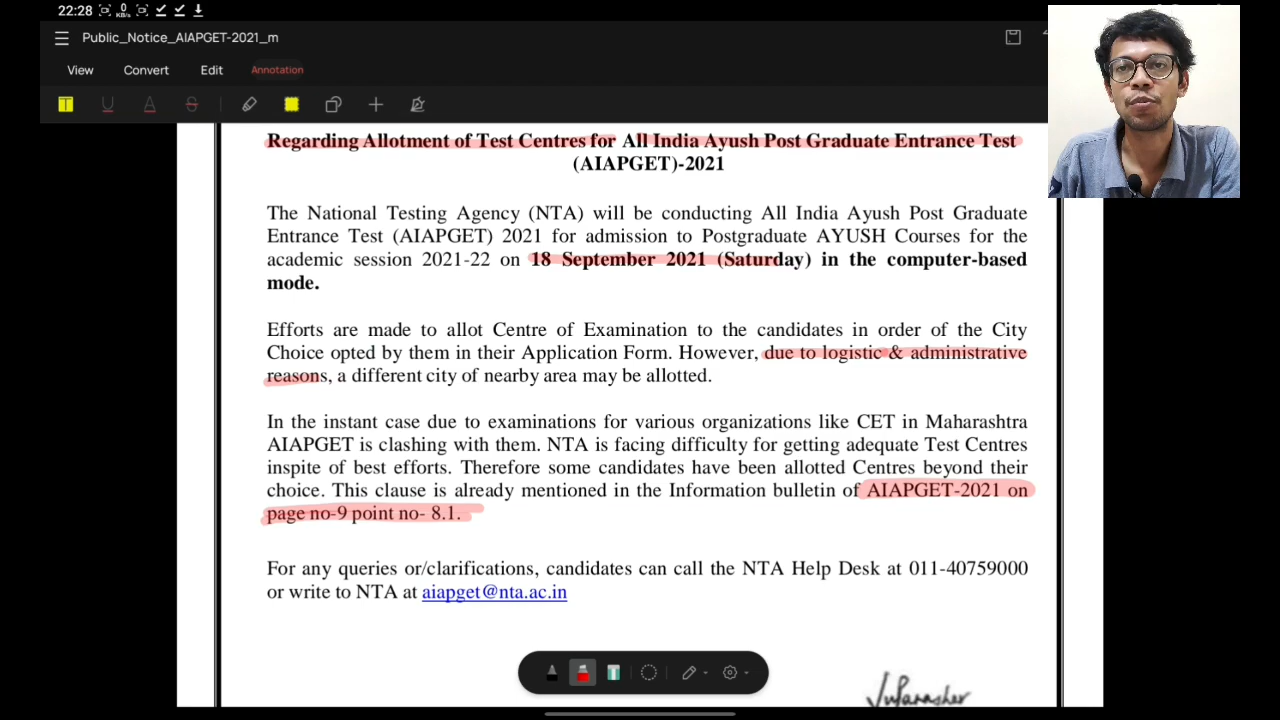 22:28 0 KB/s
Public_Notice_AIAPGET-2021_m
View Convert Edit Annotation
T U A S
Regarding Allotment of Test Centres for All India Ayush Post Graduate Entrance Test
(AIAPGET)-2021
The National Testing Agency (NTA) will be conducting All India Ayush Post Graduate
Entrance Test (AIAPGET) 2021 for admission to Postgraduate AYUSH Courses for the
academic session 2021-22 on 18 September 2021 (Saturday) in the computer-based
mode.
Efforts are made to allot Centre of Examination to the candidates in order of the City
Choice opted by them in their Application Form. However, due to logistic & administrative
reasons, a different city of nearby area may be allotted.
In the instant case due to examinations for various organizations like CET in Maharashtra
AIAPGET is clashing with them. NTA is facing difficulty for getting adequate Test Centres
inspite of best efforts. Therefore some candidates have been allotted Centres beyond their
choice. This clause is already mentioned in the Information bulletin of AIAPGET-2021 on
page no-9 point no- 8.1.
For any queries or/clarifications, candidates can call the NTA Help Desk at 011-40759000
or write to NTA at aiapget@nta.ac.in